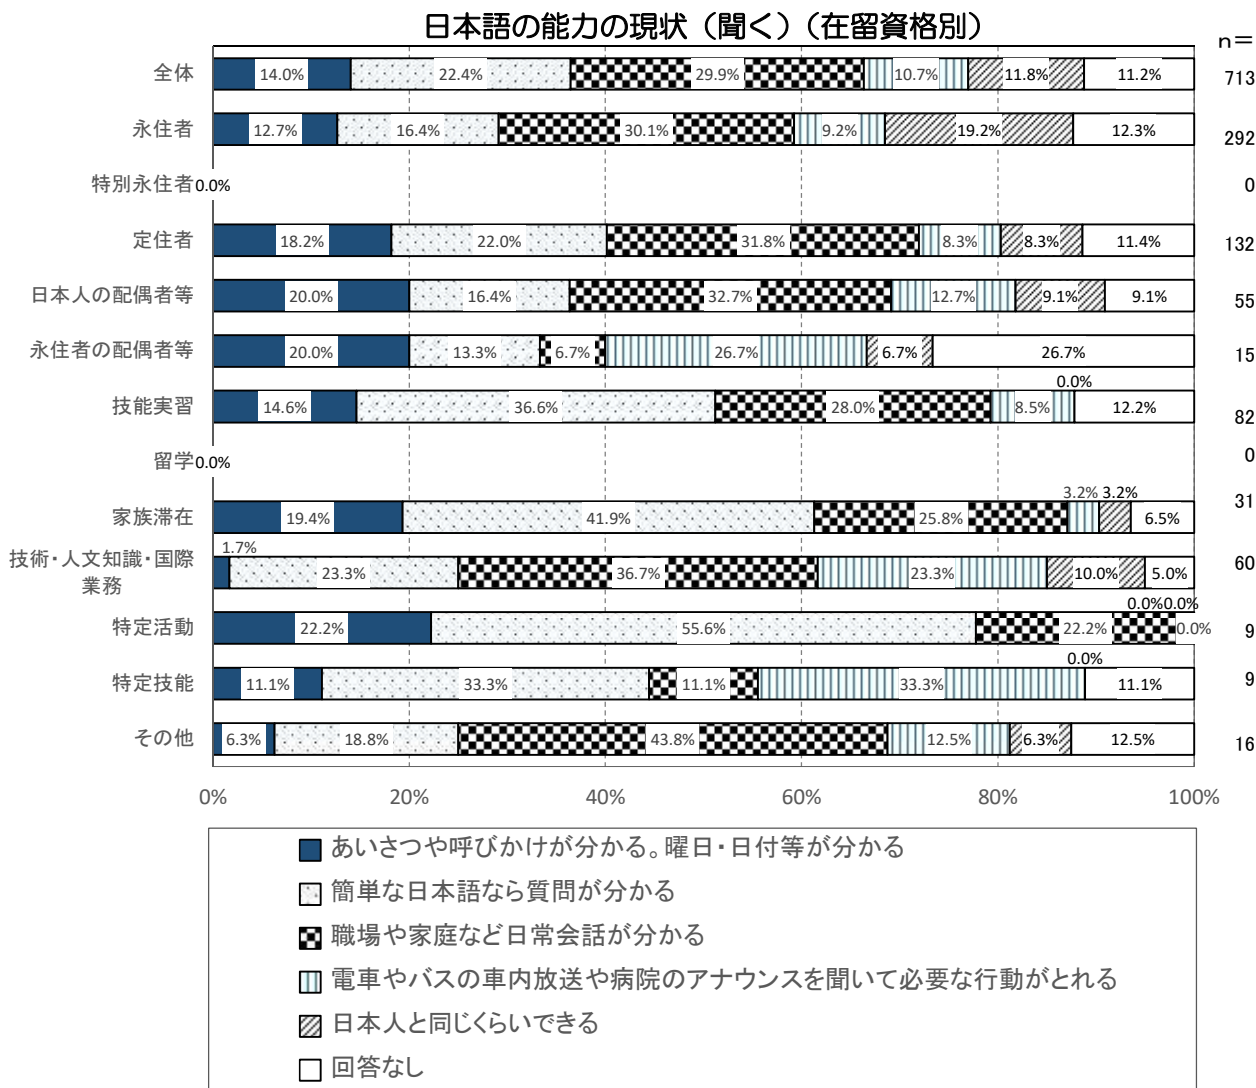 日本語の能力の現状（聞く）（在留資格別）
n＝
全体 14.0% 22.4% 29.9% 10.7% 11.8% 11.2% 713
永住者 12.7% 16.4% 30.1% 9.2% 19.2% 12.3% 292
特別永住者 0.0% 0
定住者 18.2% 22.0% 31.8% 8.3% 8.3% 11.4% 132
日本人の配偶者等 20.0% 16.4% 32.7% 12.7% 9.1% 9.1% 55
永住者の配偶者等 20.0% 13.3% 6.7% 26.7% 6.7% 26.7% 15
0.0%
技能実習 14.6% 36.6% 28.0% 8.5% 12.2% 82
留学 0.0% 0
3.2% 3.2% 31
家族滞在 19.4% 41.9% 25.8% 6.5%
1.7%
技術・人文知識・国際
業務 23.3% 36.7% 23.3% 10.0% 5.0% 60
0.0% 0.0%
特定活動 22.2% 55.6% 22.2% 0.0% 9
0.0%
特定技能 11.1% 33.3% 11.1% 33.3% 11.1% 9
その他 6.3% 18.8% 43.8% 12.5% 6.3% 12.5% 16
0% 20% 40% 60% 80% 100%
あいさつや呼びかけが分かる。曜日・日付等が分かる
簡単な日本語なら質問が分かる
職場や家庭など日常会話が分かる
電車やバスの車内放送や病院のアナウンスを聞いて必要な行動がとれる
日本人と同じくらいできる
回答なし